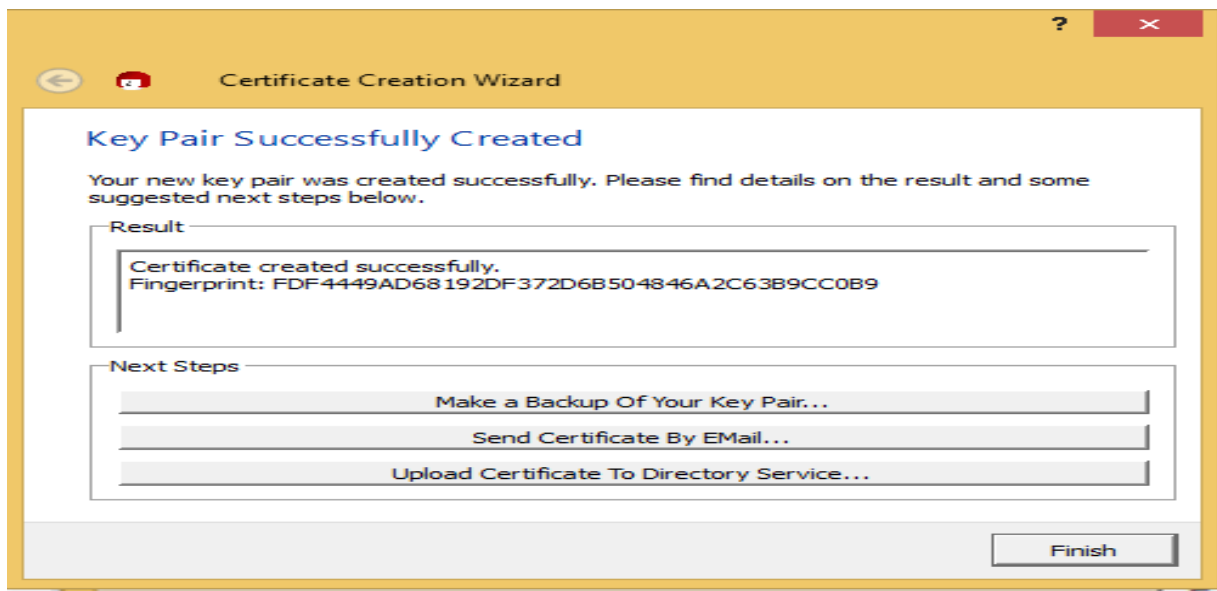 ?
Certificate Creation Wizard
Key Pair Successfully Created
Your new key pair was created successfully. Please find details on the result and some
suggested next steps below.
Result
Certificate created successfully.
Fingerprint: FDF4449AD68192DF372D6B504846A2C63B9CC0B9
Next Steps
Make a Backup Of Your Key Pair...
Send Certificate By EMail...
Upload Certificate To Directory Service...
Finish